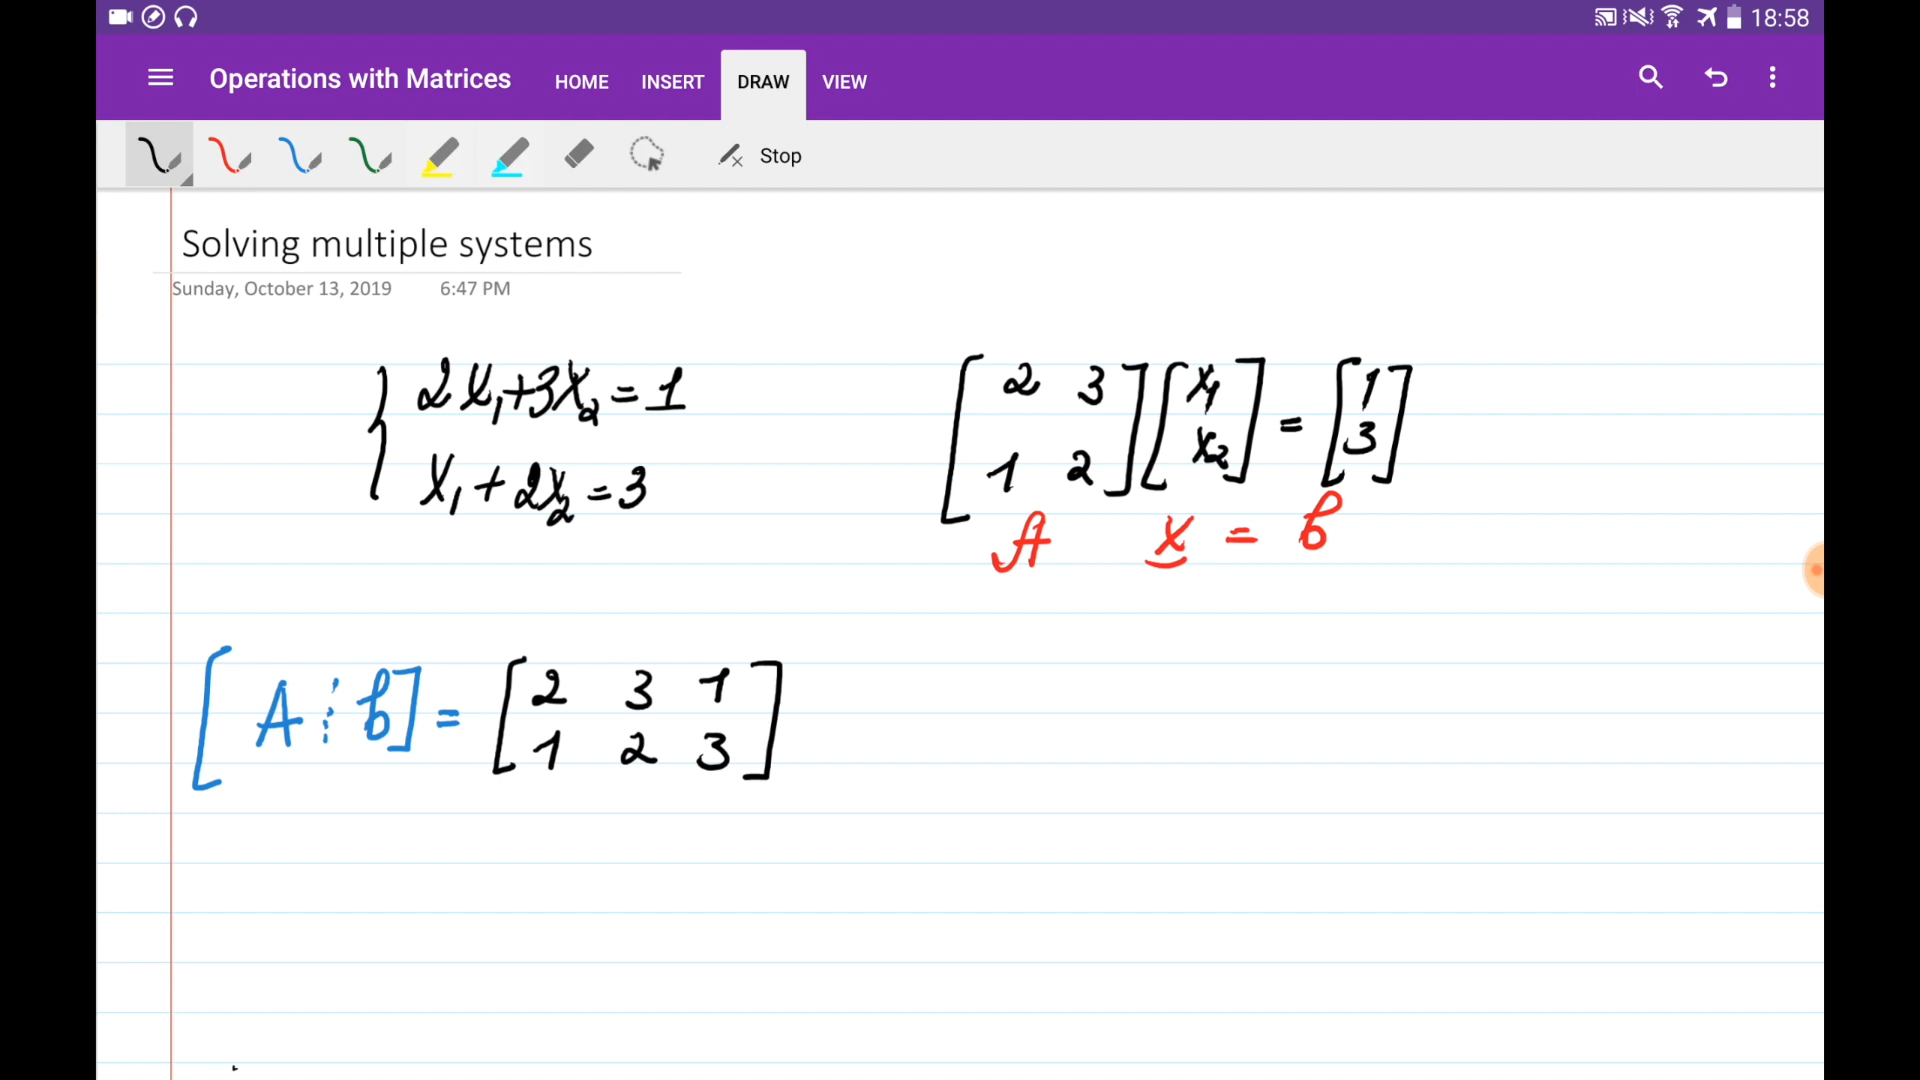 18:58
Operations with Matrices HOME INSERT DRAW VIEW
Stop
Solving multiple systems
Sunday, October 13, 2019 6:47 PM
2x₁+3x₂=1
x₁+2x₂=3
[2 3
1 2][x₁
x₂]=[1
3]
A x = b
[A⋮b]=[2 3 1
1 2 3]